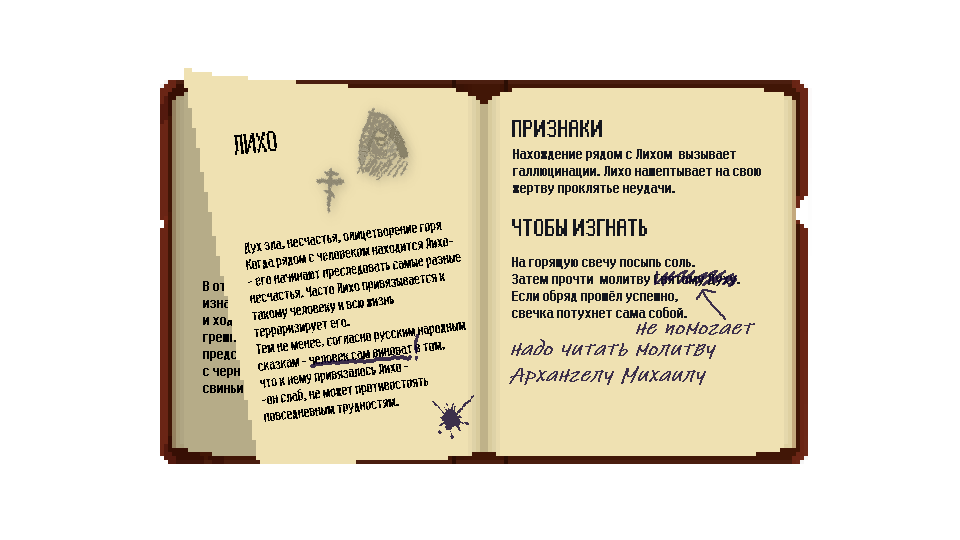 ЛИХО
Дух зла, несчастья, олицетворение горя
Когда рядом с человеком находится Лихо-
- его начинают преследовать самые разные
несчастья. Часто Лихо привязывается к
такому человеку и всю жизнь
терроризирует его.
Тем не менее, согласно русским народным
сказкам - человек сам виноват в том,
что к нему привязалось Лихо -
-он слаб, не может противостоять
повседневным трудностям.
В от
изна
и ход
греш.
предс
с черн
свиньи
ПРИЗНАКИ
Нахождение рядом с Лихом вызывает
галлюцинации. Лихо нашептывает на свою
жертву проклятье неудачи.
ЧТОБЫ ИЗГНАТЬ
На горящую свечу посыпь соль.
Затем прочти молитву
Если обряд прошёл успешно,
свечка потухнет сама собой.
не помогает
надо читать молитву
Архангелу Михаилу